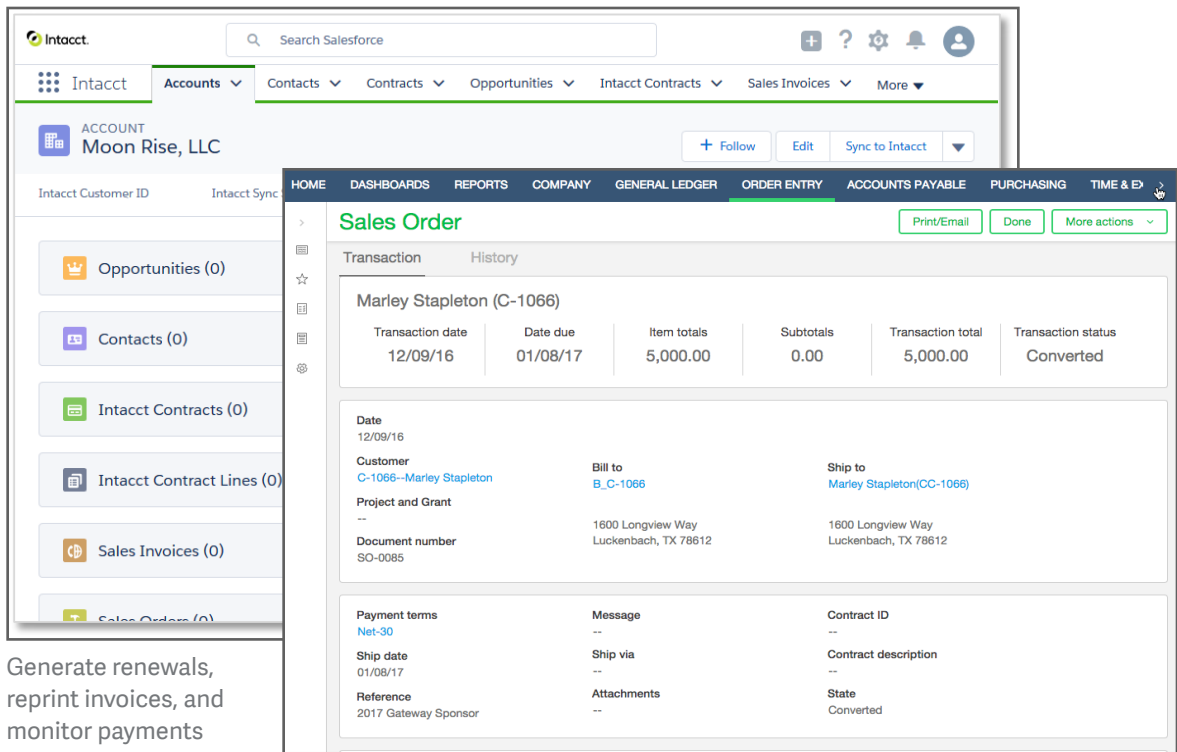 Intacct.
Search Salesforce
Intacct Accounts Contacts Contracts Opportunities Intacct Contracts Sales Invoices More
ACCOUNT
Moon Rise, LLC
+ Follow Edit Sync to Intacct
Intacct Customer ID Intacct Sync
Opportunities (0)
Contacts (0)
Intacct Contracts (0)
Intacct Contract Lines (0)
Sales Invoices (0)
Sales Orders (0)
Generate renewals,
reprint invoices, and
monitor payments
HOME DASHBOARDS REPORTS COMPANY GENERAL LEDGER ORDER ENTRY ACCOUNTS PAYABLE PURCHASING TIME & EX
Sales Order
Print/Email Done More actions
Transaction History
Marley Stapleton (C-1066)
Transaction date Date due Item totals Subtotals Transaction total Transaction status
12/09/16 01/08/17 5,000.00 0.00 5,000.00 Converted
Date
12/09/16
Customer Bill to Ship to
C-1066--Marley Stapleton B_C-1066 Marley Stapleton(CC-1066)
Project and Grant
--
1600 Longview Way 1600 Longview Way
Document number Luckenbach, TX 78612 Luckenbach, TX 78612
SO-0085
Payment terms Message Contract ID
Net-30 -- --
Ship date Ship via Contract description
01/08/17 -- --
Reference Attachments State
2017 Gateway Sponsor -- Converted